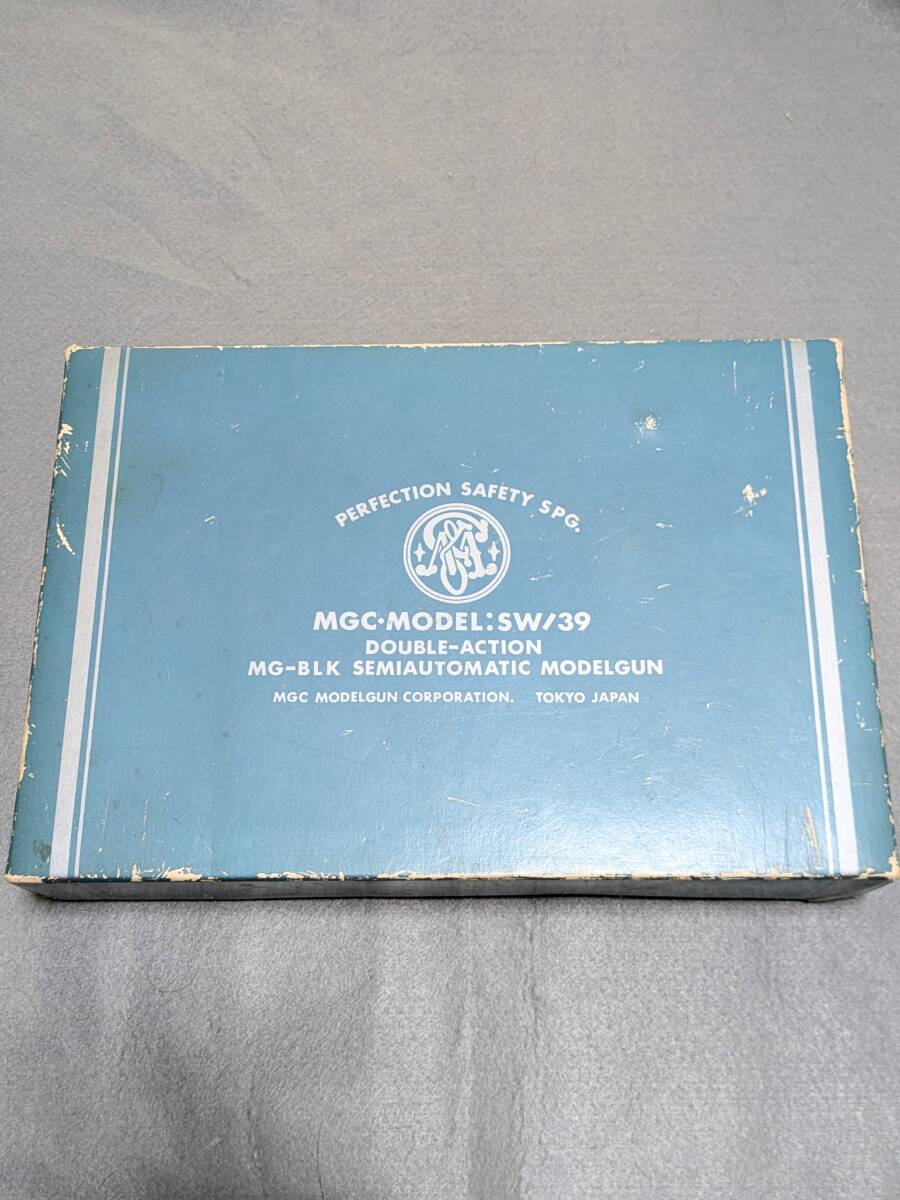 PERFECTION SAFETY SPG.
S&W
MGC·MODEL:SW/39
DOUBLE-ACTION
MG-BLK SEMIAUTOMATIC MODELGUN
MGC MODELGUN CORPORATION. TOKYO JAPAN